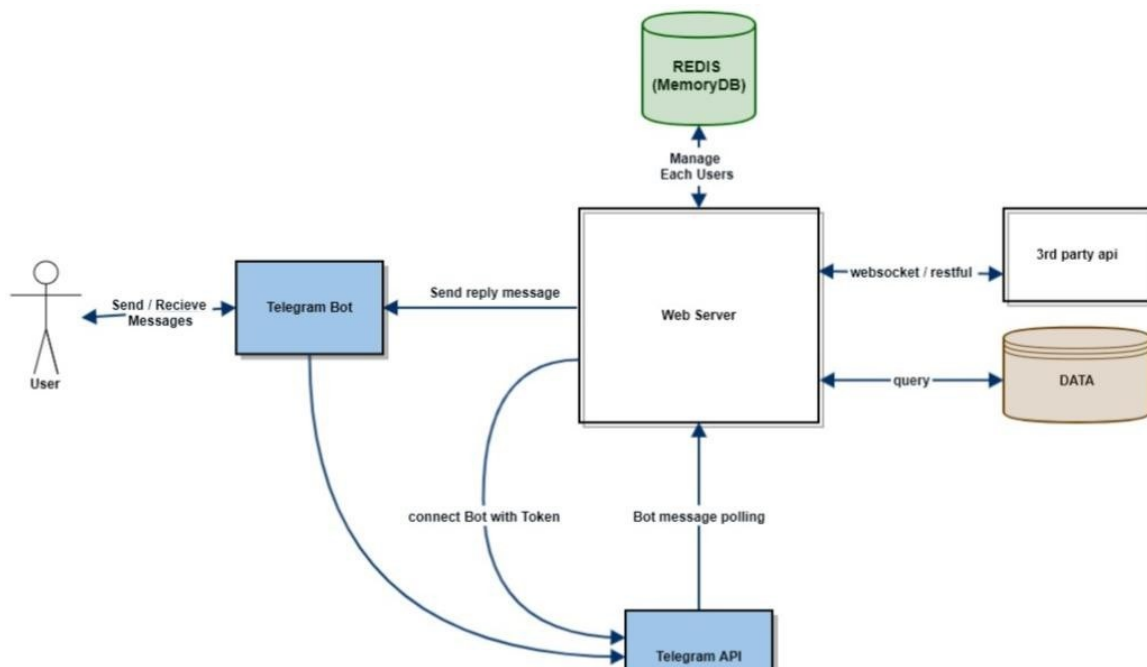 REDIS
(MemoryDB)
Manage
Each Users
3rd party api
websocket / restful
Send / Recieve
Messages
Telegram Bot
Send reply message
Web Server
User
query
DATA
connect Bot with Token
Bot message polling
Telegram API